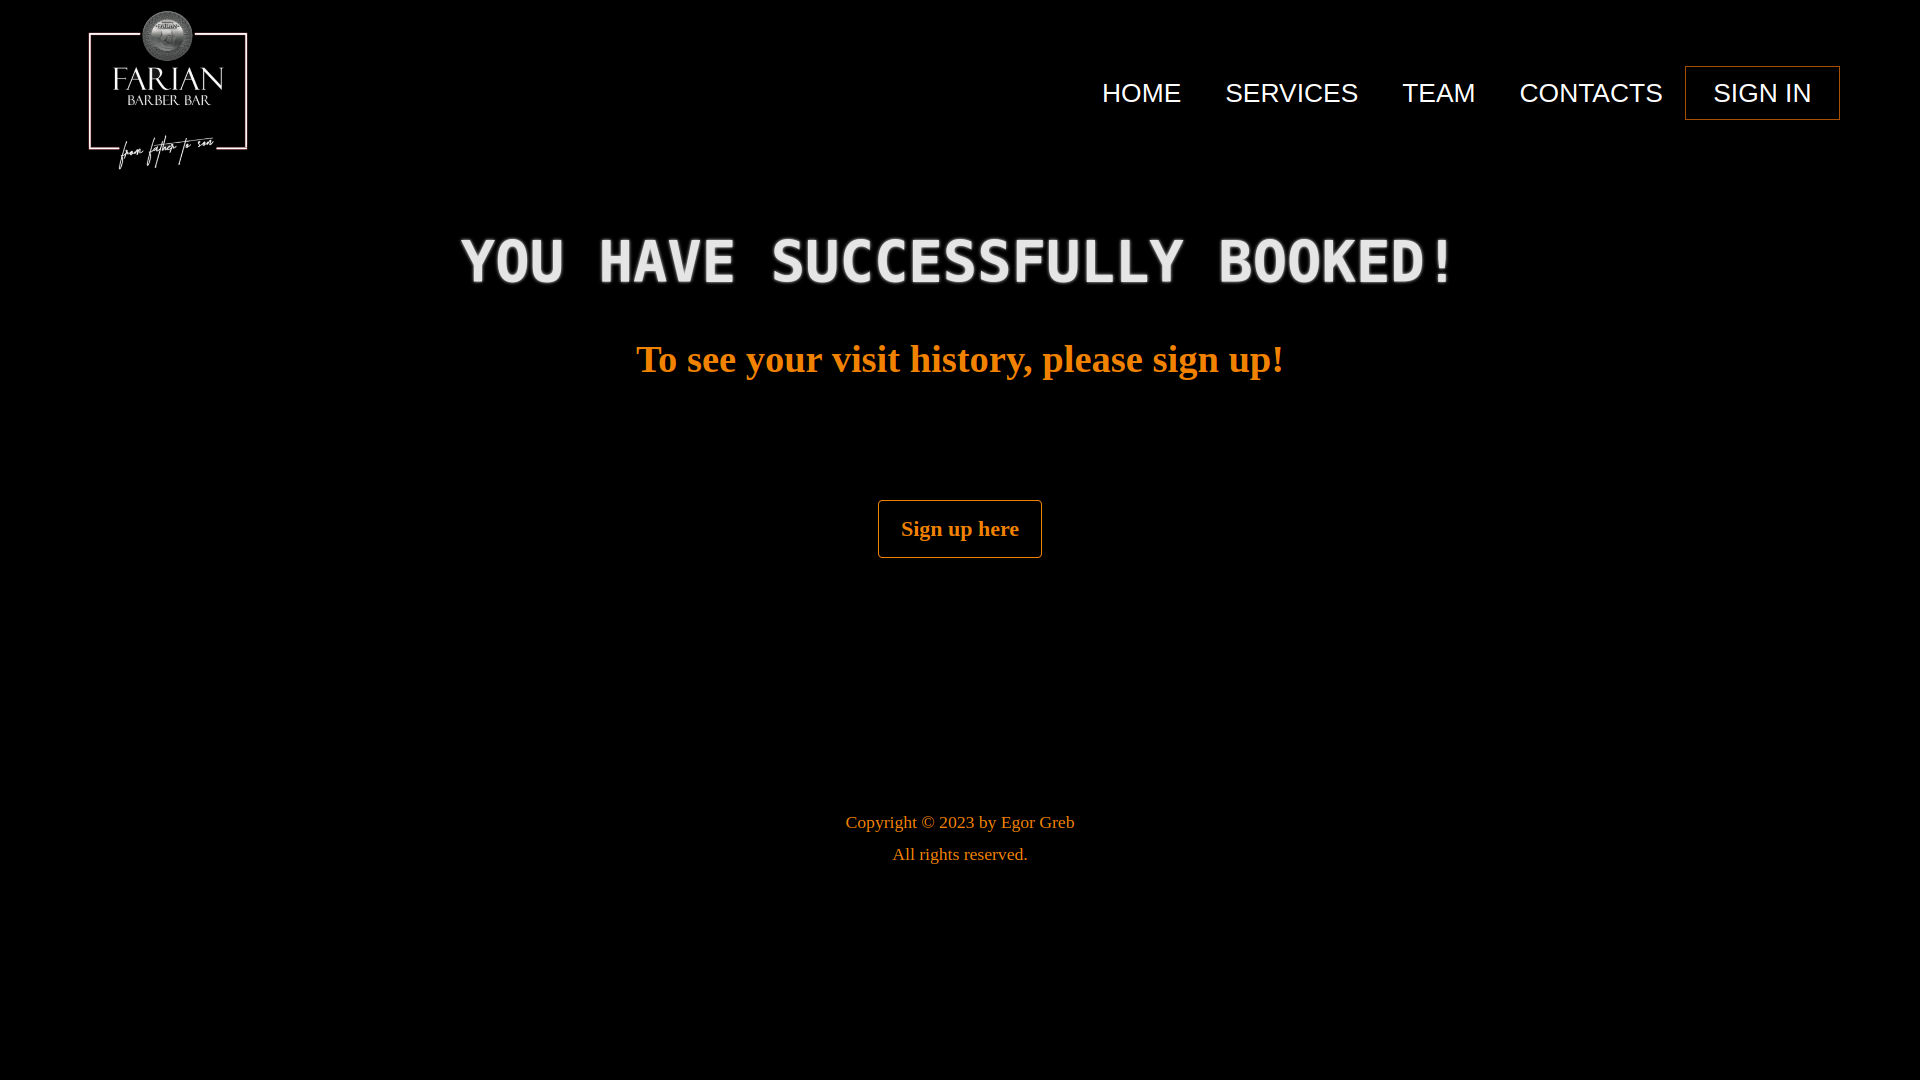 FARIAN
BARBER BAR
from father to son
HOME
SERVICES
TEAM
CONTACTS
SIGN IN
YOU HAVE SUCCESSFULLY BOOKED!
To see your visit history, please sign up!
Sign up here
Copyright © 2023 by Egor Greb
All rights reserved.